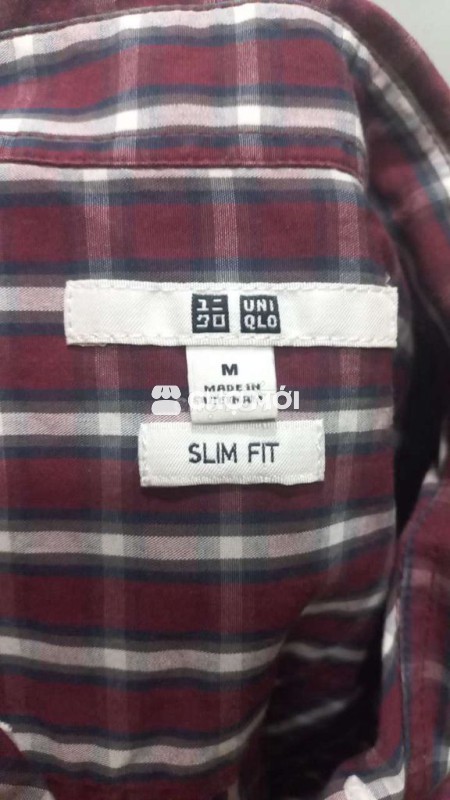 ユニ UNI
クロ QLO
M
MADE IN
SLIM FIT